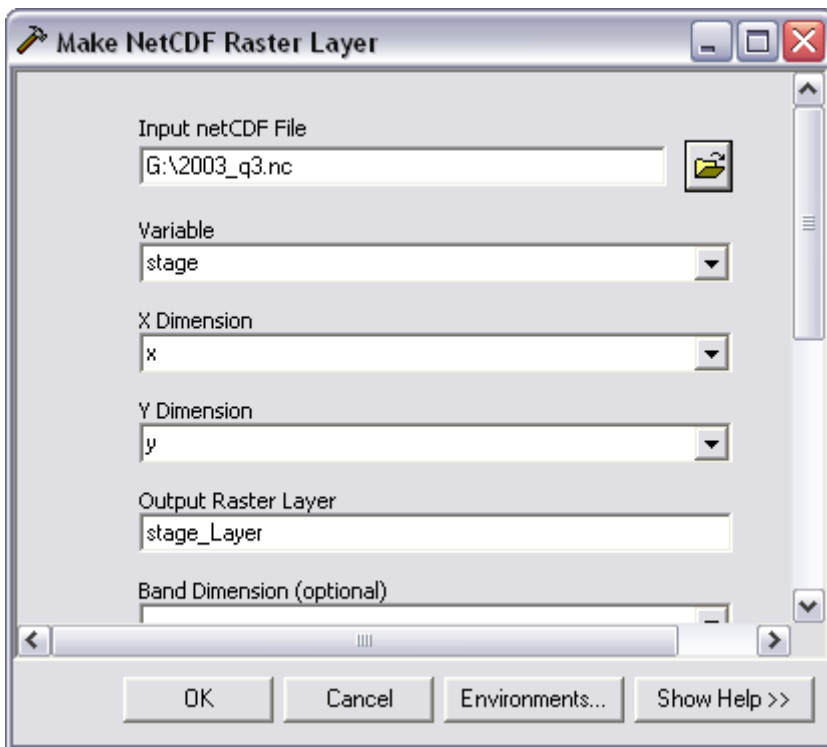 Make NetCDF Raster Layer
Input netCDF File
G:\2003_q3.nc
Variable
stage
X Dimension
x
Y Dimension
y
Output Raster Layer
stage_Layer
Band Dimension (optional)
OK Cancel Environments... Show Help >>